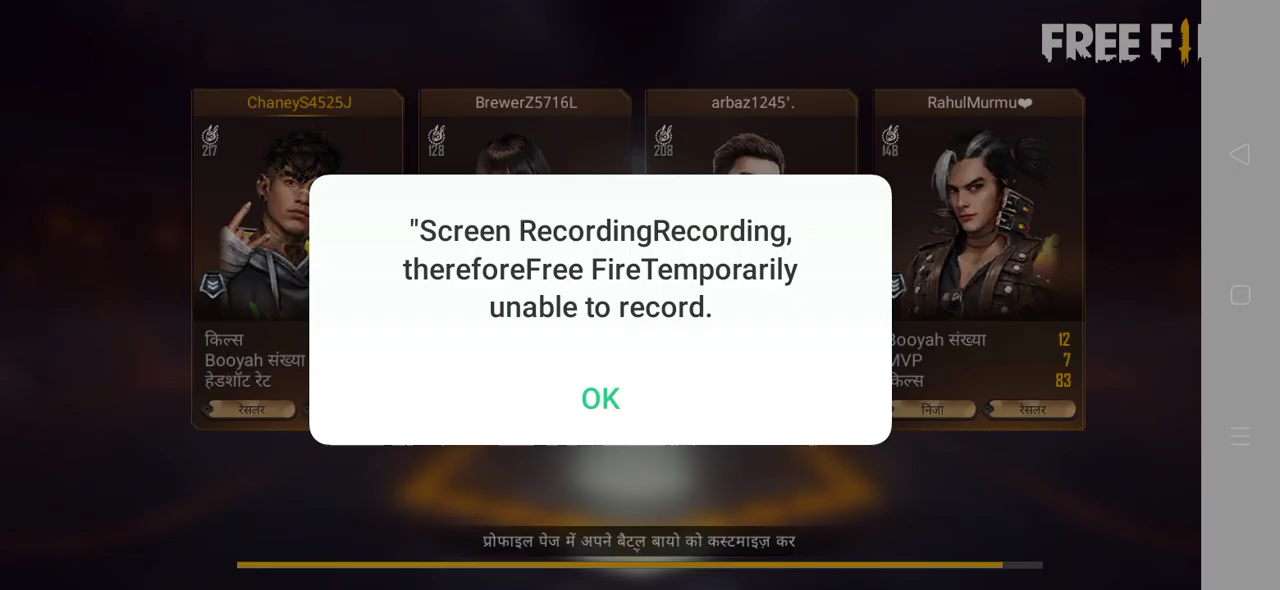 FREE FI
ChaneyS4525J
BrewerZ5716L
arbaz1245'.
RahulMurmu❤
217
128
208
148
"Screen RecordingRecording,
thereforeFree FireTemporarily
unable to record.
OK
किल्स
Booyah संख्या
हेडशॉट रेट
रेसलर
Booyah संख्या 12
MVP 7
किल्स 83
निंजा
रेसलर
प्रोफाइल पेज में अपने बैटल् बायो को कस्टमाइज़ कर